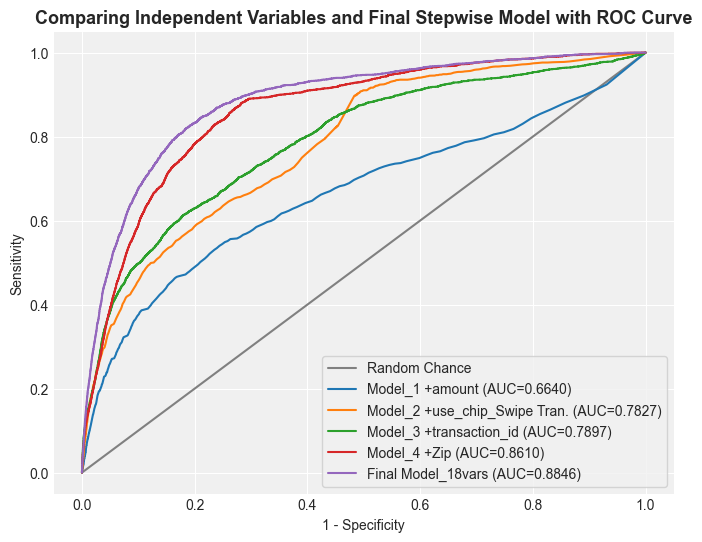 Comparing Independent Variables and Final Stepwise Model with ROC Curve
1.0
0.8
0.6
0.4
0.2
0.0
Sensitivity
Random Chance
Model_1 +amount (AUC=0.6640)
Model_2 +use_chip_Swipe Tran. (AUC=0.7827)
Model_3 +transaction_id (AUC=0.7897)
Model_4 +Zip (AUC=0.8610)
Final Model_18vars (AUC=0.8846)
0.0 0.2 0.4 0.6 0.8 1.0
1 - Specificity